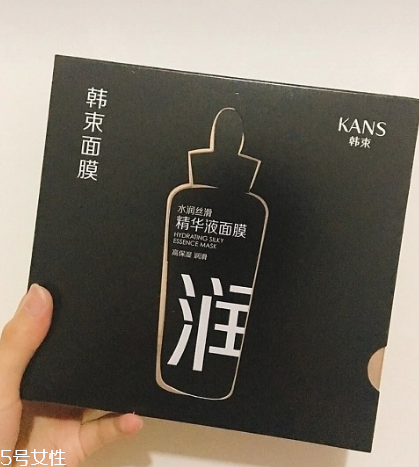 韩束面膜
KANS
韩束
水润丝滑
精华液面膜
HYDRATING SILKY
ESSENCE MASK
高保湿 润滑
润
5号女性